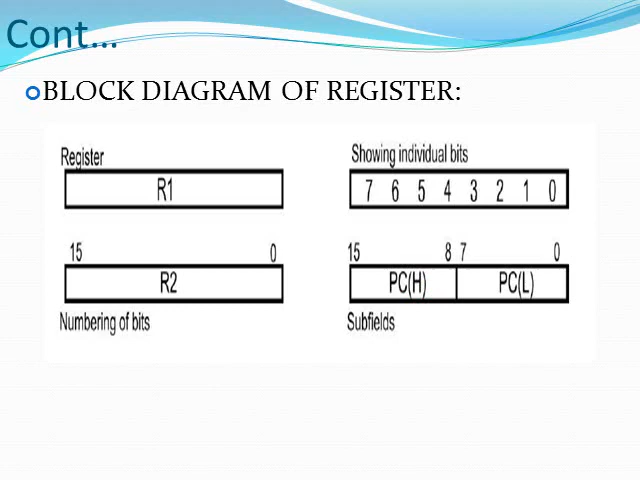 Cont...
BLOCK DIAGRAM OF REGISTER:
Register
R1
Showing individual bits
7 6 5 4 3 2 1 0
15 0
R2
Numbering of bits
15 8 7 0
PC(H) PC(L)
Subfields